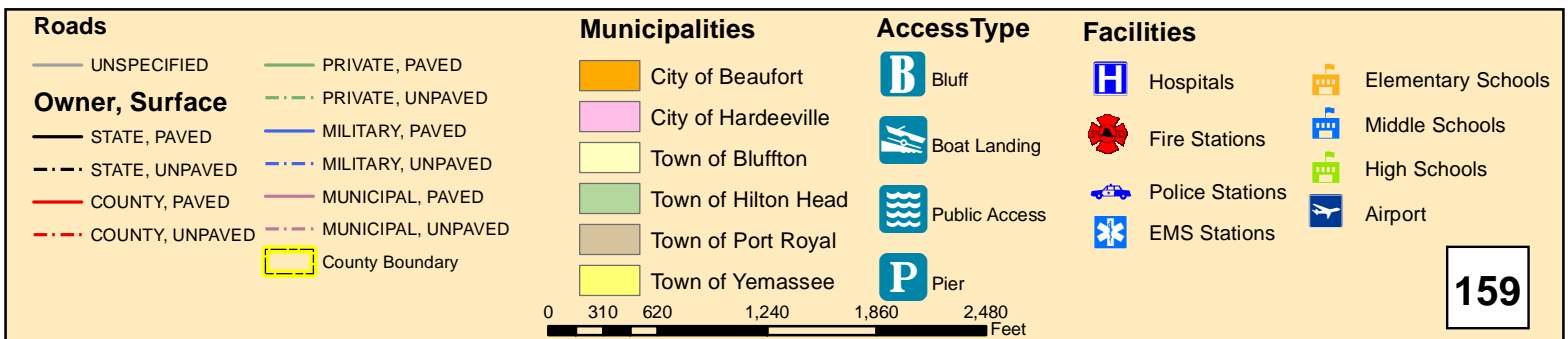 Roads
UNSPECIFIED
Owner, Surface
STATE, PAVED
STATE, UNPAVED
COUNTY, PAVED
COUNTY, UNPAVED
PRIVATE, PAVED
PRIVATE, UNPAVED
MILITARY, PAVED
MILITARY, UNPAVED
MUNICIPAL, PAVED
MUNICIPAL, UNPAVED
County Boundary
Municipalities
City of Beaufort
City of Hardeeville
Town of Bluffton
Town of Hilton Head
Town of Port Royal
Town of Yemassee
AccessType
B Bluff
Boat Landing
Public Access
P Pier
Facilities
H Hospitals
Fire Stations
Police Stations
EMS Stations
Elementary Schools
Middle Schools
High Schools
Airport
0 310 620 1,240 1,860 2,480
Feet
159